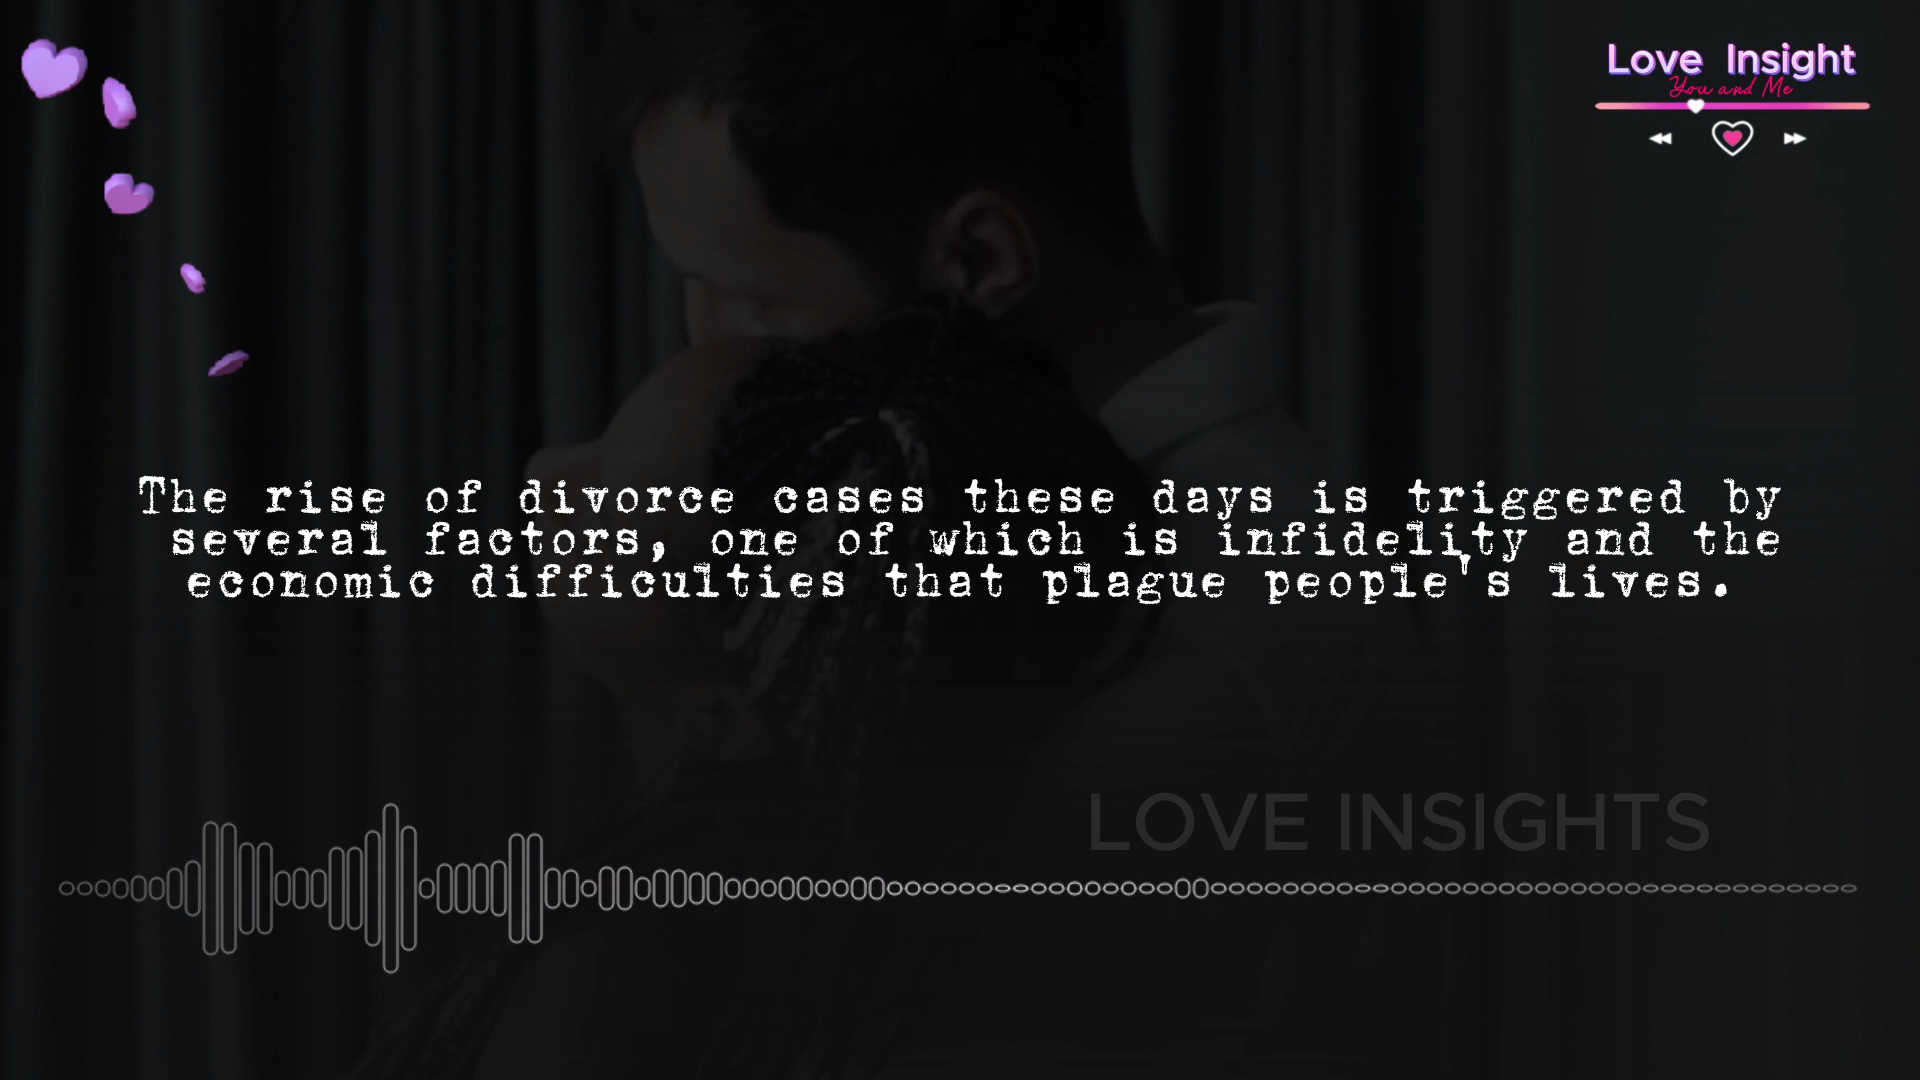 Love Insight
You and Me
The rise of divorce cases these days is triggered by
several factors, one of which is infidelity and the
economic difficulties that plague people's lives.
LOVE INSIGHTS